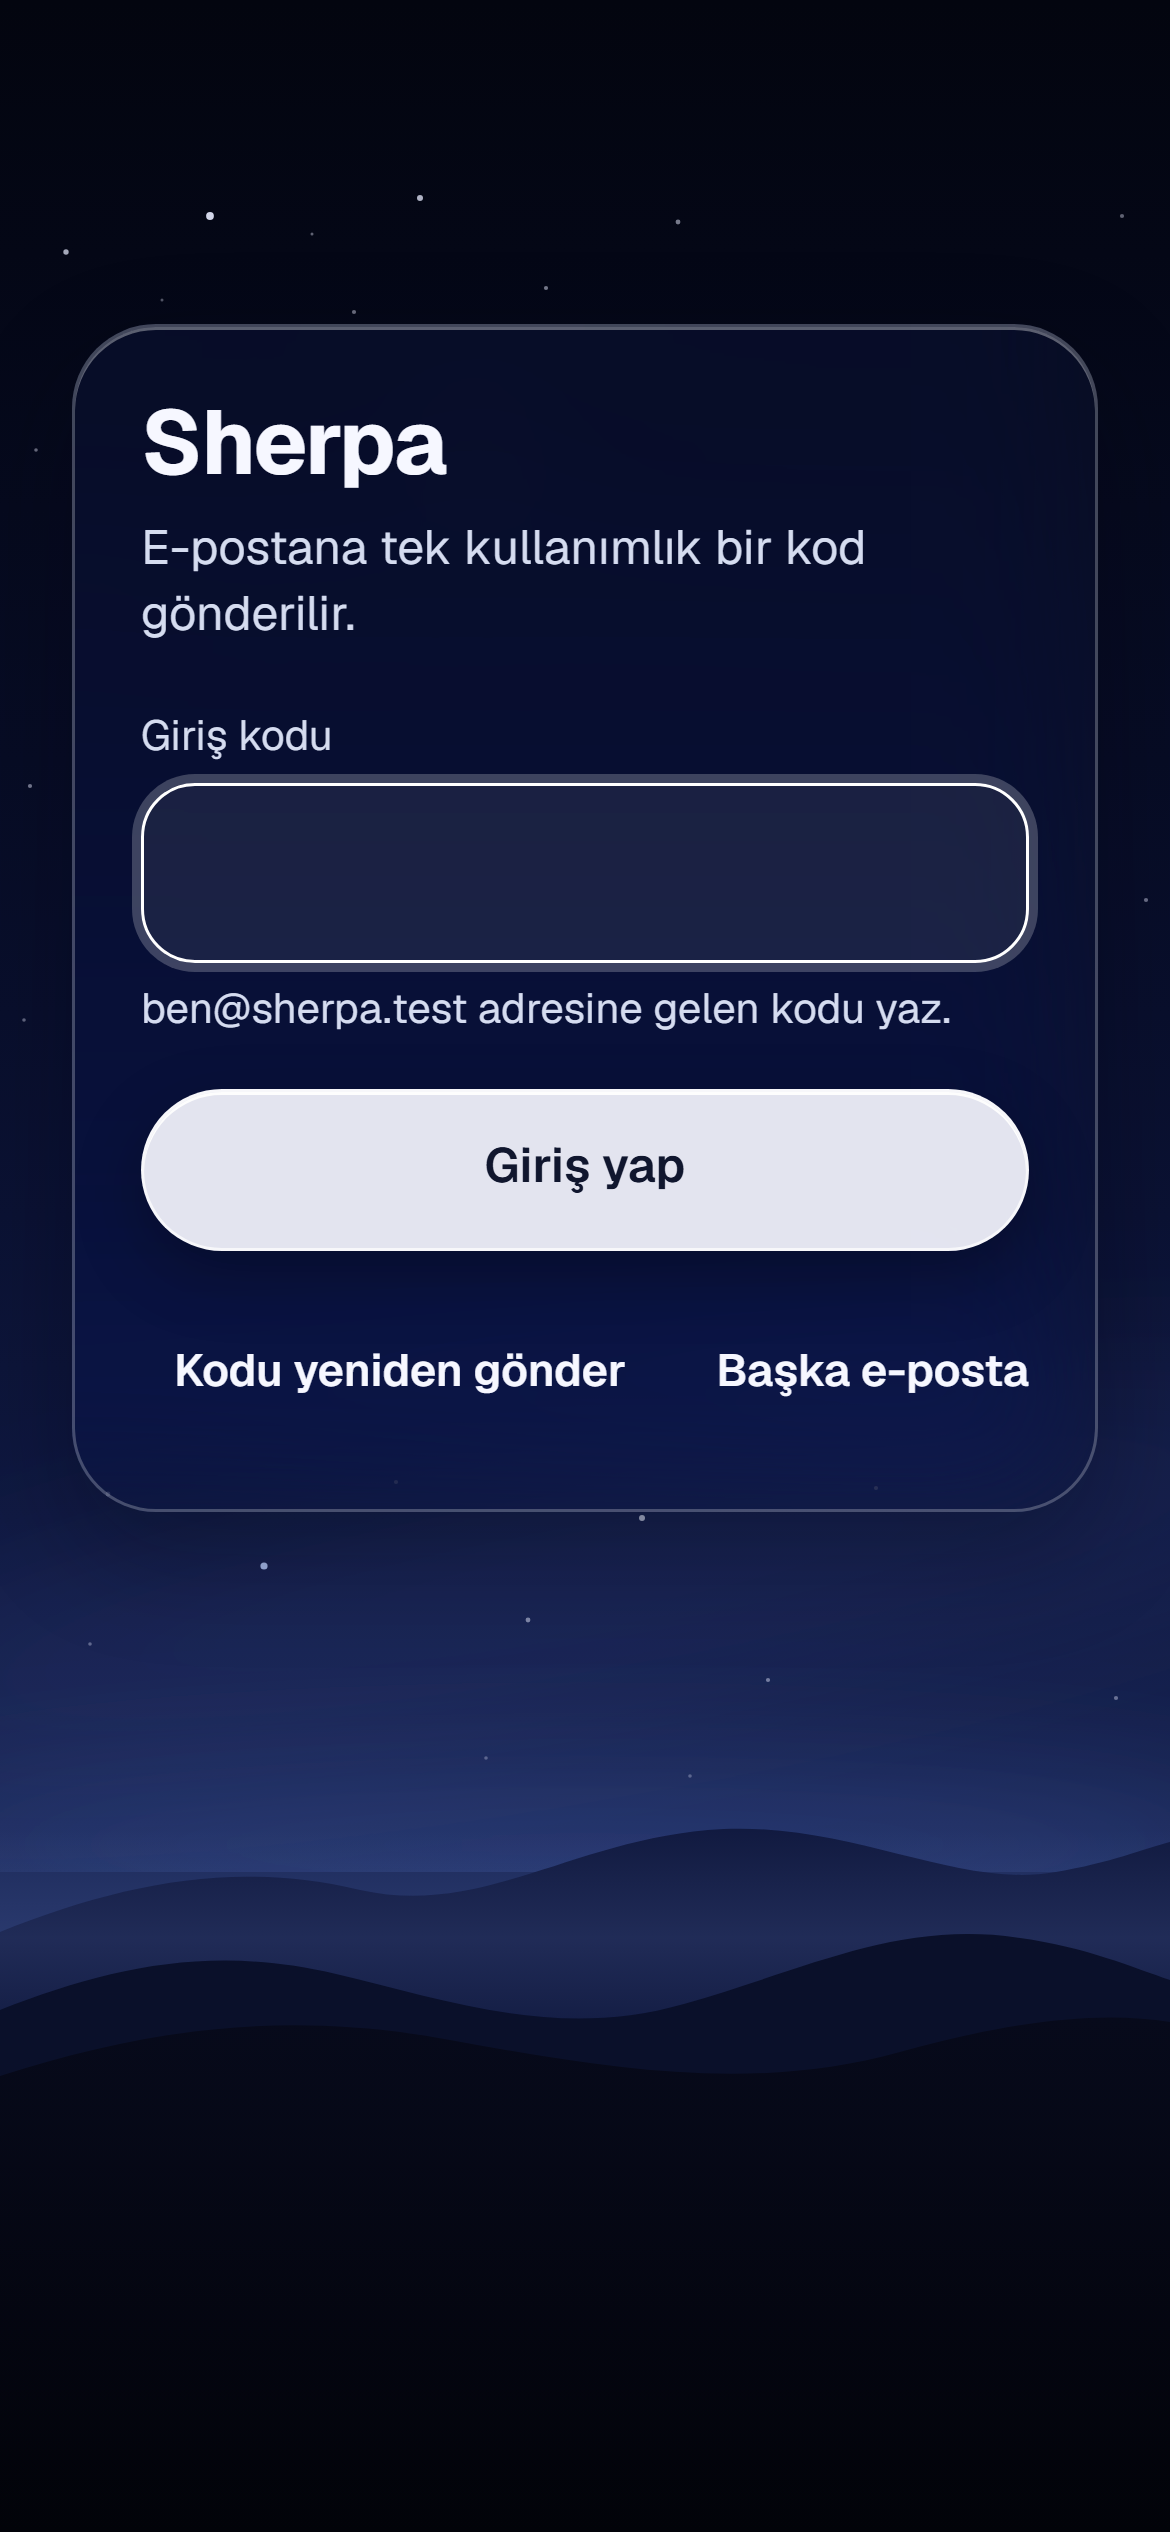 Sherpa
E-postana tek kullanımlık bir kod
gönderilir.
Giriş kodu
ben@sherpa.test adresine gelen kodu yaz.
Giriş yap
Kodu yeniden gönder Başka e-posta